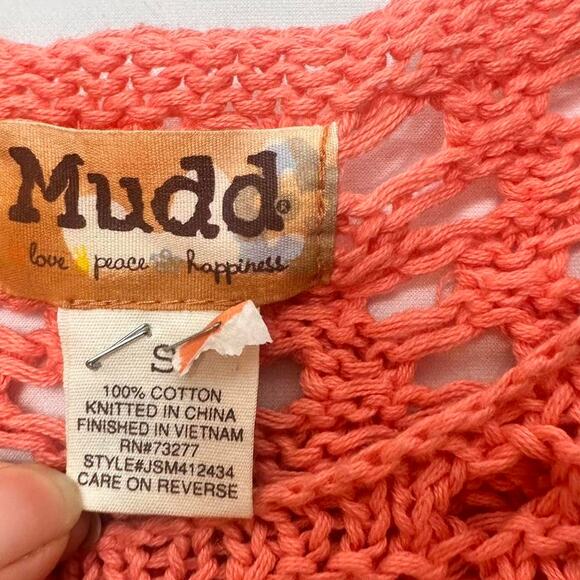 Mudd®
love peace happiness
S
100% COTTON
KNITTED IN CHINA
FINISHED IN VIETNAM
RN#73277
STYLE#JSM412434
CARE ON REVERSE